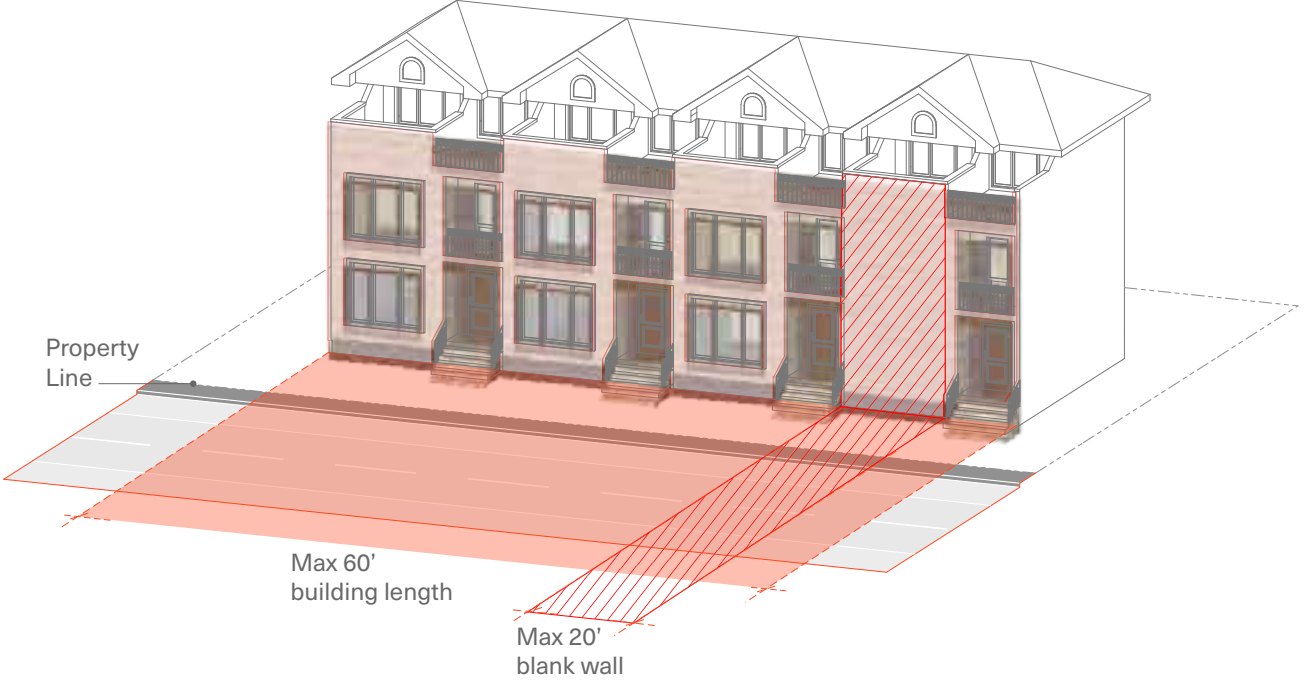 Property
Line
Max 60’
building length
Max 20’
blank wall